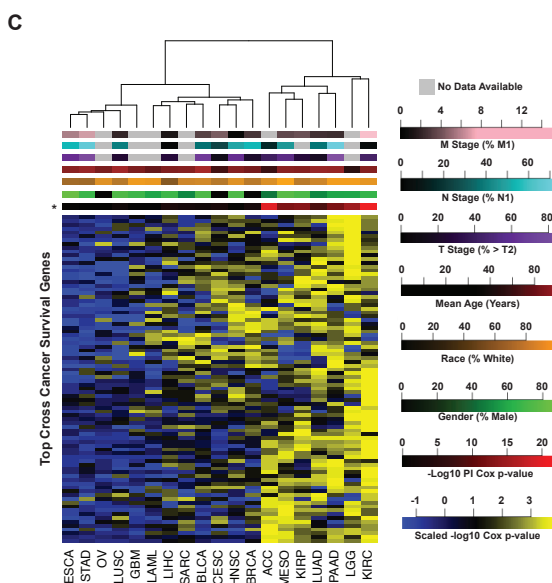 C
No Data Available
0 4 8 12
M Stage (% M1)
0 20 40 60
N Stage (% N1)
0 20 40 60 80
T Stage (% > T2)
0 20 40 60 80
Mean Age (Years)
0 20 40 60 80
Race (% White)
0 20 40 60 80
Gender (% Male)
0 5 10 15 20
-Log10 PI Cox p-value
-1 0 1 2 3
Scaled -log10 Cox p-value
*
Top Cross Cancer Survival Genes
ESCA
STAD
OV
LUSC
GBM
LAML
LIHC
SARC
BLCA
CESC
HNSC
BRCA
ACC
MESO
KIRP
LUAD
PAAD
LGG
KIRC